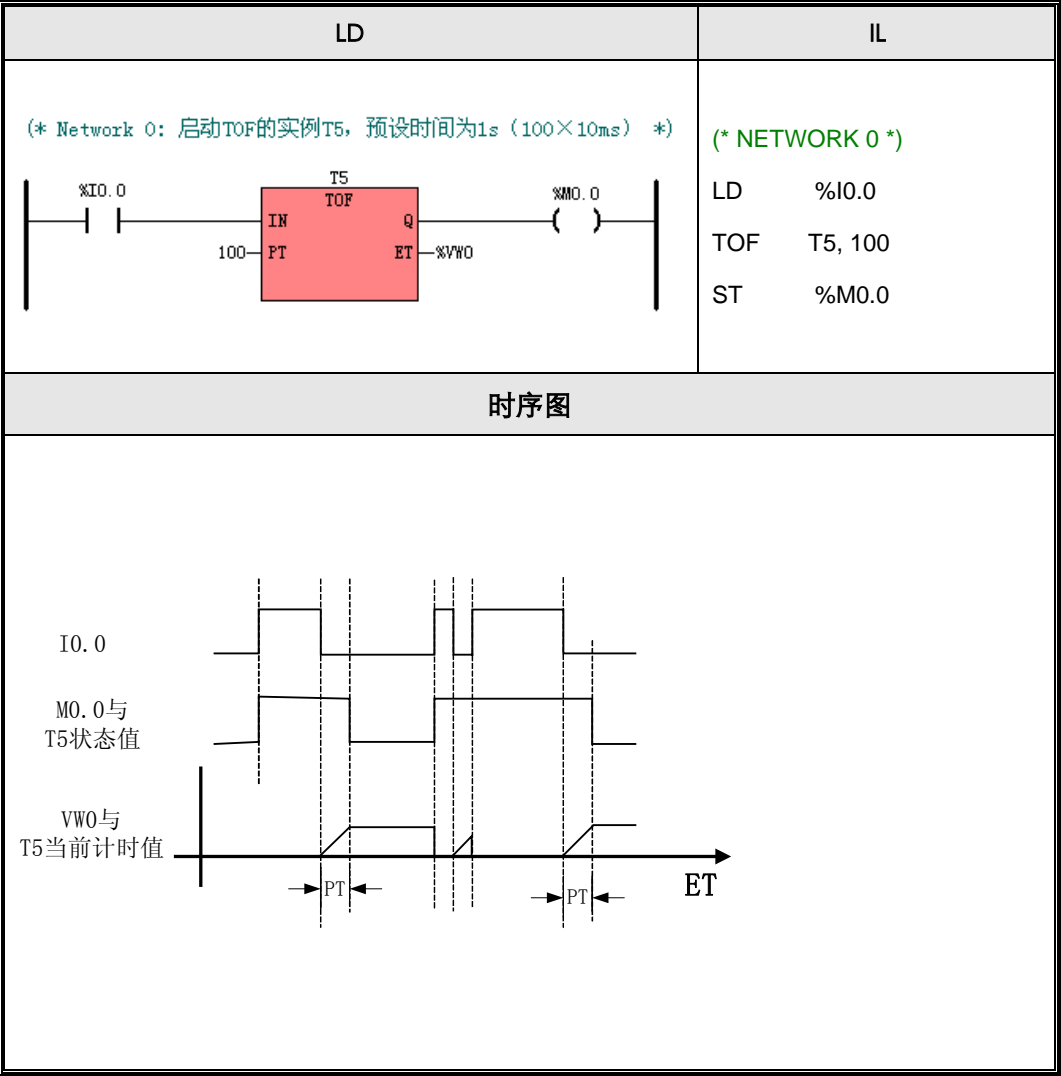 LD
IL
(* Network 0: 启动TOF的实例T5，预设时间为1s（100×10ms） *)
%I0.0
T5
TOF
%M0.0
IN
Q
100
PT
ET
%VW0
(* NETWORK 0 *)
LD %I0.0
TOF T5, 100
ST %M0.0
时序图
I0.0
M0.0与
T5状态值
VW0与
T5当前计时值
PT
PT
ET